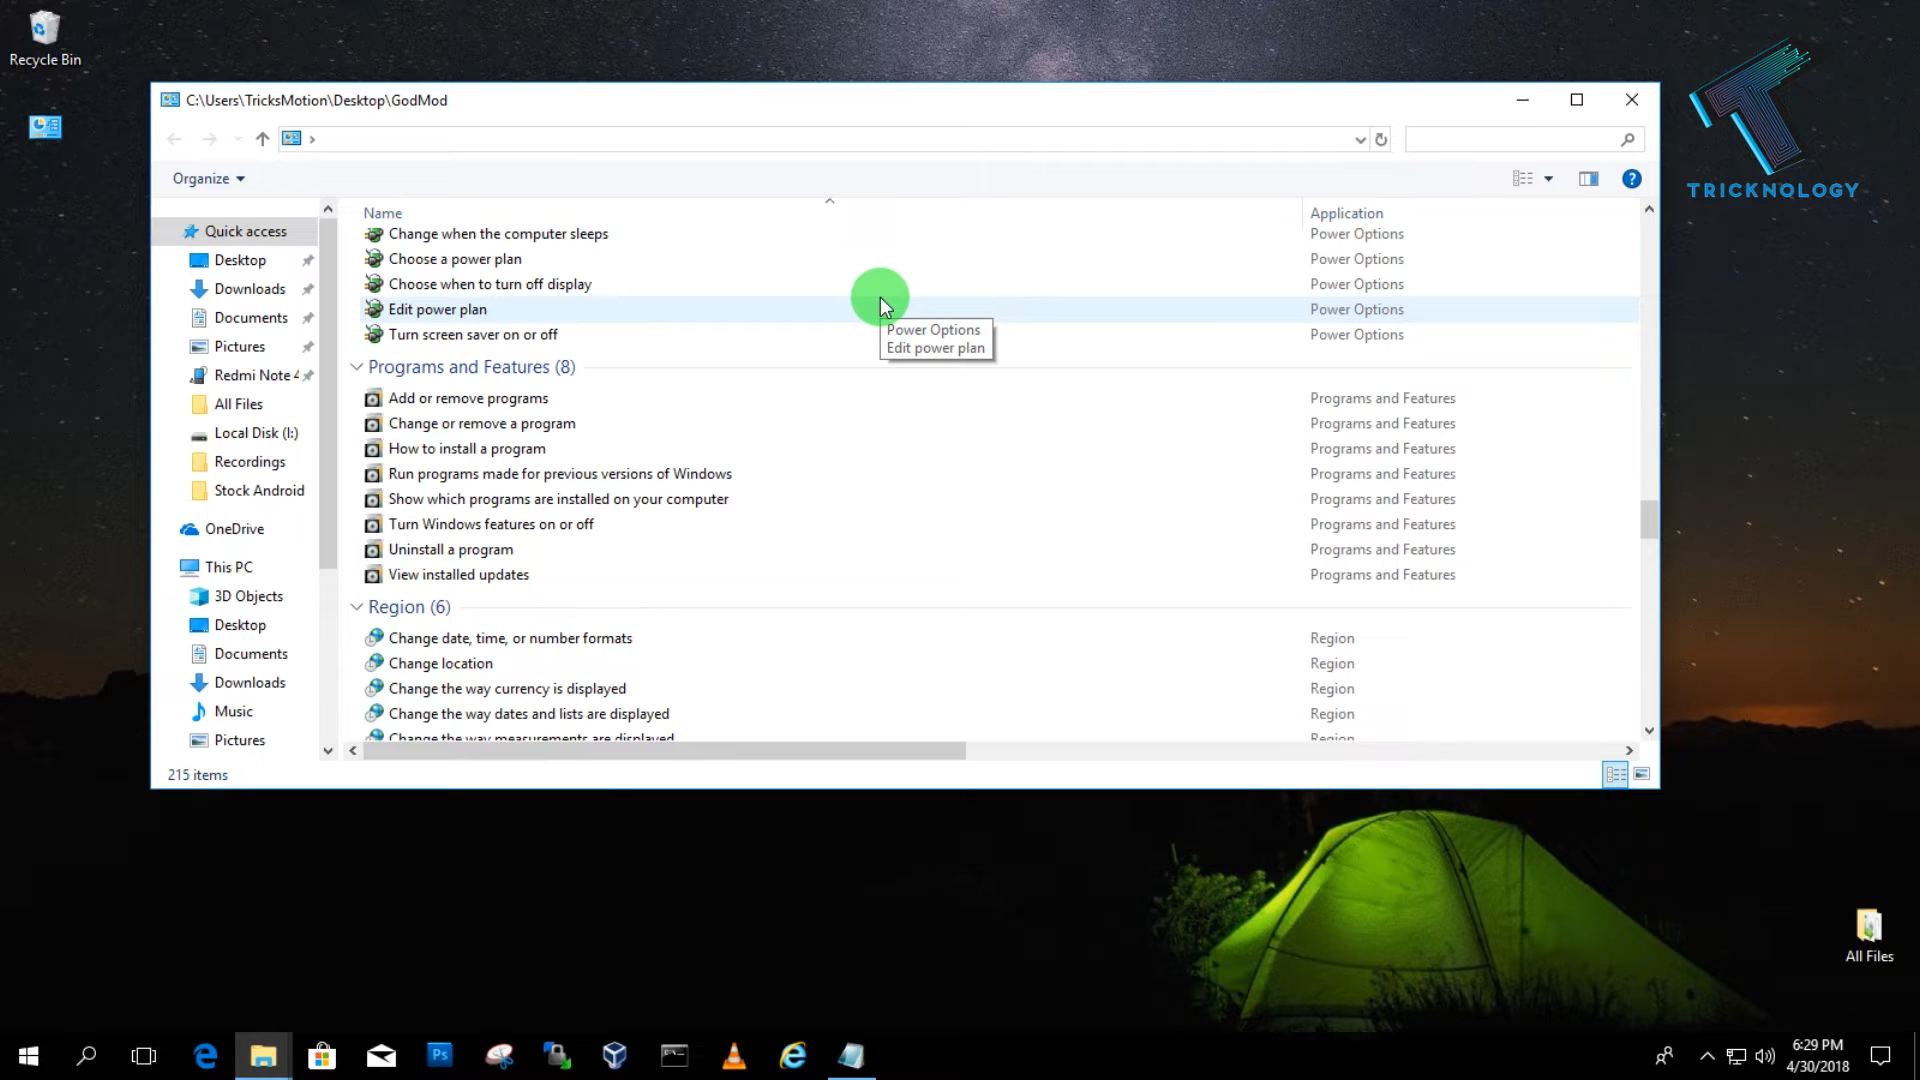 Recycle Bin
C:\Users\TricksMotion\Desktop\GodMod
TRICKNOLOGY
Organize
Name Application
Quick access
Desktop
Downloads
Documents
Pictures
Redmi Note 4
All Files
Local Disk (I:)
Recordings
Stock Android
OneDrive
This PC
3D Objects
Desktop
Documents
Downloads
Music
Pictures
Change when the computer sleeps Power Options
Choose a power plan Power Options
Choose when to turn off display Power Options
Edit power plan Power Options
Turn screen saver on or off Power Options
Power Options
Edit power plan
Programs and Features (8)
Add or remove programs Programs and Features
Change or remove a program Programs and Features
How to install a program Programs and Features
Run programs made for previous versions of Windows Programs and Features
Show which programs are installed on your computer Programs and Features
Turn Windows features on or off Programs and Features
Uninstall a program Programs and Features
View installed updates Programs and Features
Region (6)
Change date, time, or number formats Region
Change location Region
Change the way currency is displayed Region
Change the way dates and lists are displayed Region
Change the way measurements are displayed Region
215 items
All Files
Ps
6:29 PM
4/30/2018